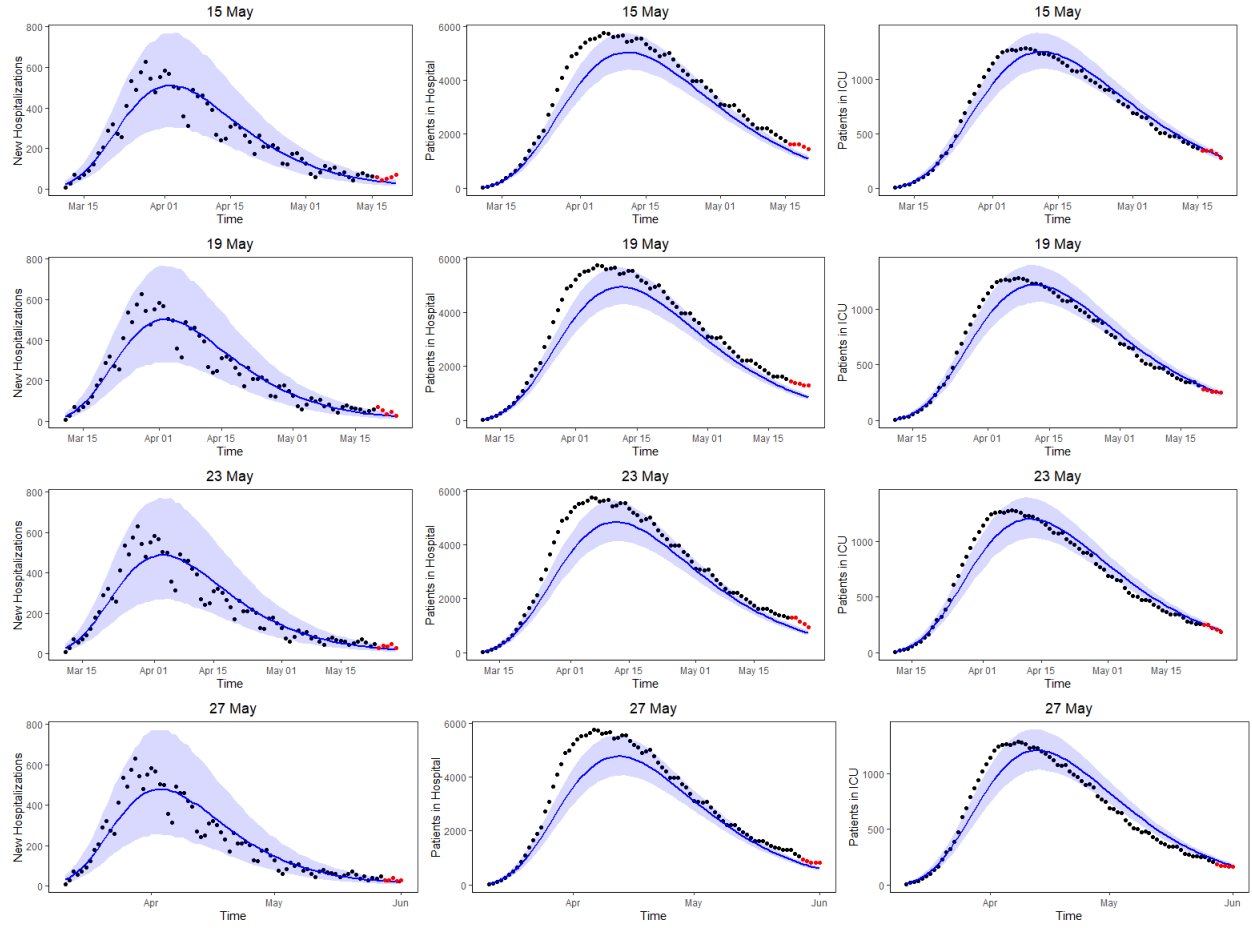 15 May
New Hospitalizations
800
600
400
200
0
Mar 15
Apr 01
Apr 15
May 01
May 15
Time
15 May
Patients in Hospital
6000
4000
2000
0
Mar 15
Apr 01
Apr 15
May 01
May 15
Time
15 May
Patients in ICU
1000
500
0
Mar 15
Apr 01
Apr 15
May 01
May 15
Time
19 May
New Hospitalizations
800
600
400
200
0
Mar 15
Apr 01
Apr 15
May 01
May 15
Time
19 May
Patients in Hospital
6000
4000
2000
0
Mar 15
Apr 01
Apr 15
May 01
May 15
Time
19 May
Patients in ICU
1000
500
0
Mar 15
Apr 01
Apr 15
May 01
May 15
Time
23 May
New Hospitalizations
800
600
400
200
0
Mar 15
Apr 01
Apr 15
May 01
May 15
Time
23 May
Patients in Hospital
6000
4000
2000
0
Mar 15
Apr 01
Apr 15
May 01
May 15
Time
23 May
Patients in ICU
1000
500
0
Mar 15
Apr 01
Apr 15
May 01
May 15
Time
27 May
New Hospitalizations
800
600
400
200
0
Apr
May
Jun
Time
27 May
Patients in Hospital
6000
4000
2000
0
Apr
May
Jun
Time
27 May
Patients in ICU
1000
500
0
Apr
May
Jun
Time